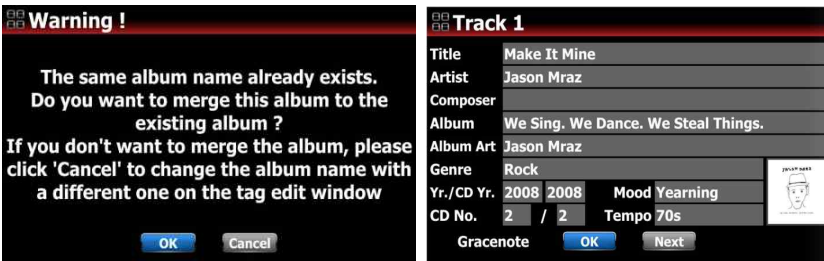 Warning !
The same album name already exists.
Do you want to merge this album to the
existing album ?
If you don't want to merge the album, please
click 'Cancel' to change the album name with
a different one on the tag edit window
OK Cancel
Track 1
Title Make It Mine
Artist Jason Mraz
Composer
Album We Sing. We Dance. We Steal Things.
Album Art Jason Mraz
Genre Rock
Yr./CD Yr. 2008 2008 Mood Yearning
CD No. 2 / 2 Tempo 70s
Gracenote OK Next
JASON MRAZ